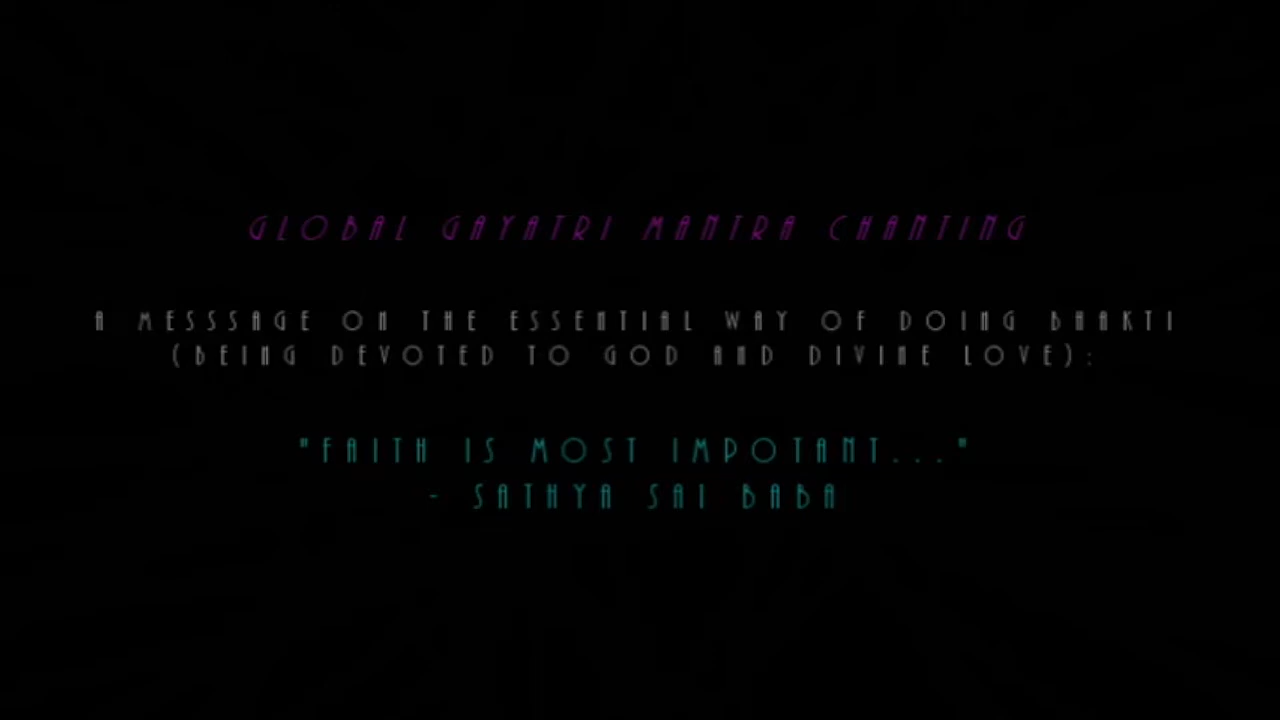 GLOBAL GAYATRI MANTRA CHANTING
A MESSSAGE ON THE ESSENTIAL WAY OF DOING BHAKTI
(BEING DEVOTED TO GOD AND DIVINE LOVE):
"FAITH IS MOST IMPOTANT..."
- SATHYA SAI BABA